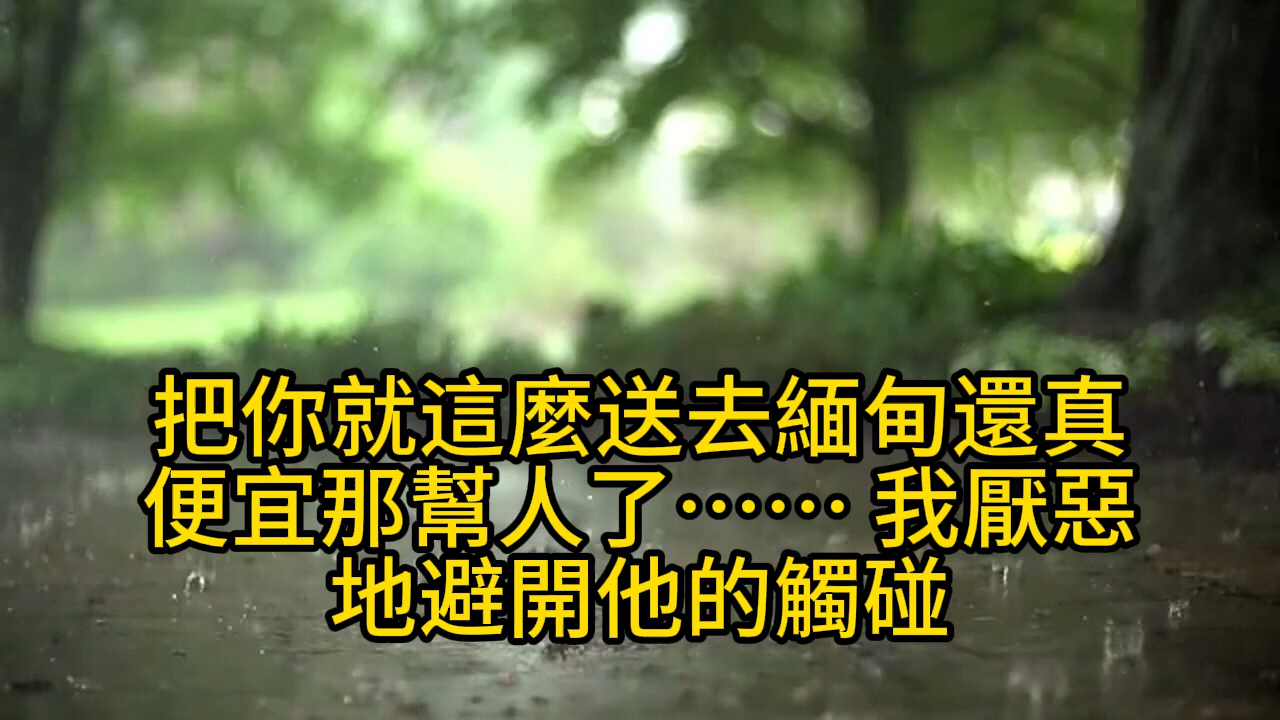 把你就這麼送去緬甸還真
便宜那幫人了⋯⋯ 我厭惡
地避開他的觸碰